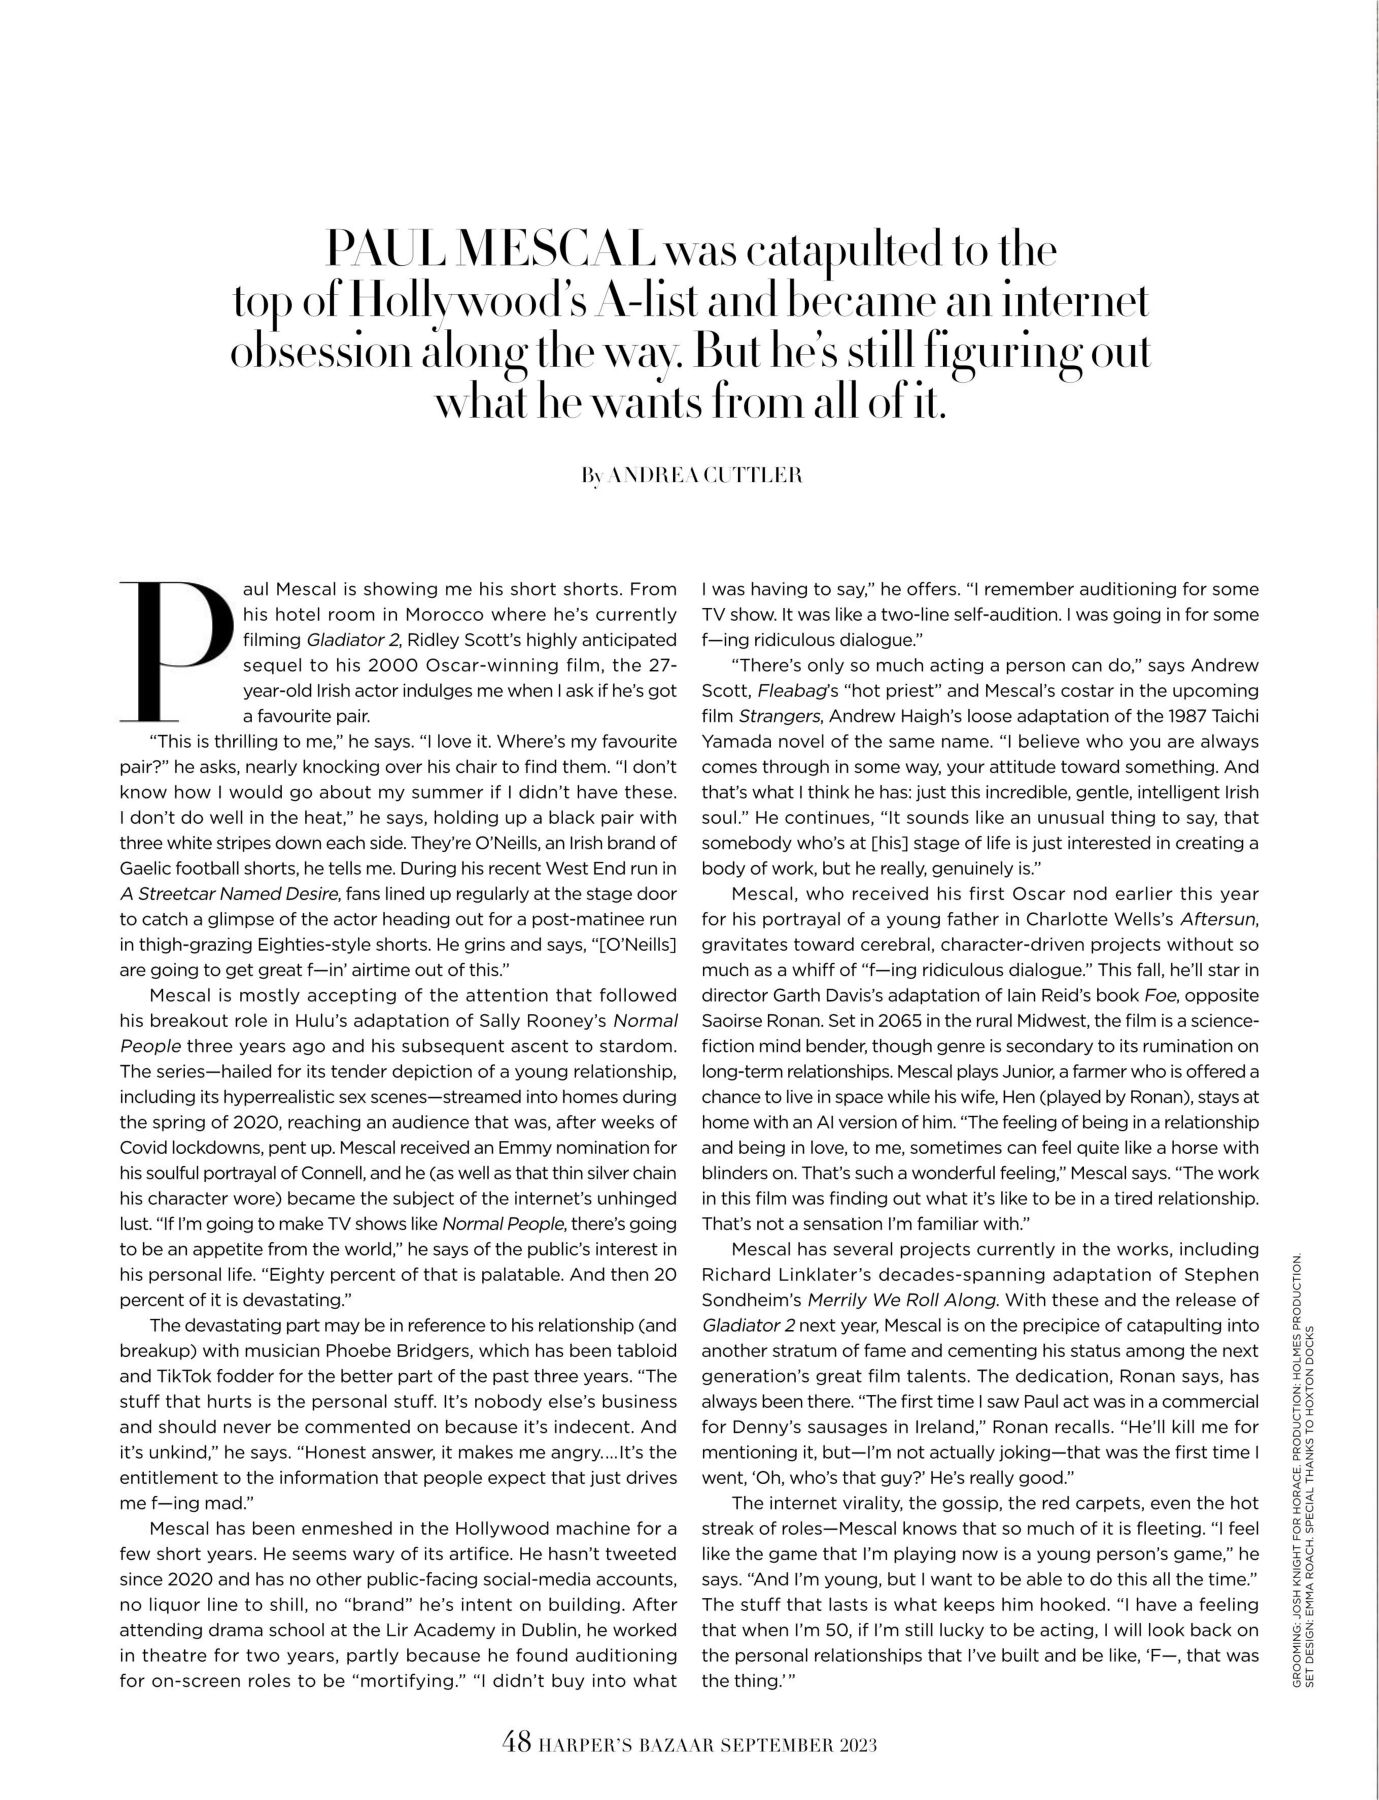 PAUL MESCAL was catapulted to the
top of Hollywood's A-list and became an internet
obsession along the way. But he's still figuring out
what he wants from all of it.
By ANDREA CUTTLER
Paul Mescal is showing me his short shorts. From
his hotel room in Morocco where he's currently
filming Gladiator 2, Ridley Scott's highly anticipated
sequel to his 2000 Oscar-winning film, the 27-
year-old Irish actor indulges me when I ask if he's got
a favourite pair.
“This is thrilling to me,” he says. “I love it. Where's my favourite
pair?” he asks, nearly knocking over his chair to find them. “I don't
know how I would go about my summer if I didn't have these.
I don't do well in the heat,” he says, holding up a black pair with
three white stripes down each side. They're O'Neills, an Irish brand of
Gaelic football shorts, he tells me. During his recent West End run in
A Streetcar Named Desire, fans lined up regularly at the stage door
to catch a glimpse of the actor heading out for a post-matinee run
in thigh-grazing Eighties-style shorts. He grins and says, “[O'Neills]
are going to get great f—in' airtime out of this.”
Mescal is mostly accepting of the attention that followed
his breakout role in Hulu's adaptation of Sally Rooney's Normal
People three years ago and his subsequent ascent to stardom.
The series—hailed for its tender depiction of a young relationship,
including its hyperrealistic sex scenes—streamed into homes during
the spring of 2020, reaching an audience that was, after weeks of
Covid lockdowns, pent up. Mescal received an Emmy nomination for
his soulful portrayal of Connell, and he (as well as that thin silver chain
his character wore) became the subject of the internet's unhinged
lust. “If I'm going to make TV shows like Normal People, there's going
to be an appetite from the world,” he says of the public's interest in
his personal life. “Eighty percent of that is palatable. And then 20
percent of it is devastating.”
The devastating part may be in reference to his relationship (and
breakup) with musician Phoebe Bridgers, which has been tabloid
and TikTok fodder for the better part of the past three years. “The
stuff that hurts is the personal stuff. It's nobody else's business
and should never be commented on because it's indecent. And
it's unkind,” he says. “Honest answer, it makes me angry....It's the
entitlement to the information that people expect that just drives
me f—ing mad.”
Mescal has been enmeshed in the Hollywood machine for a
few short years. He seems wary of its artifice. He hasn't tweeted
since 2020 and has no other public-facing social-media accounts,
no liquor line to shill, no “brand” he's intent on building. After
attending drama school at the Lir Academy in Dublin, he worked
in theatre for two years, partly because he found auditioning
for on-screen roles to be “mortifying.” “I didn't buy into what
I was having to say,” he offers. “I remember auditioning for some
TV show. It was like a two-line self-audition. I was going in for some
f—ing ridiculous dialogue.”
“There's only so much acting a person can do,” says Andrew
Scott, Fleabag's “hot priest” and Mescal's costar in the upcoming
film Strangers, Andrew Haigh's loose adaptation of the 1987 Taichi
Yamada novel of the same name. “I believe who you are always
comes through in some way, your attitude toward something. And
that's what I think he has: just this incredible, gentle, intelligent Irish
soul.” He continues, “It sounds like an unusual thing to say, that
somebody who's at [his] stage of life is just interested in creating a
body of work, but he really, genuinely is.”
Mescal, who received his first Oscar nod earlier this year
for his portrayal of a young father in Charlotte Wells's Aftersun,
gravitates toward cerebral, character-driven projects without so
much as a whiff of “f—ing ridiculous dialogue.” This fall, he'll star in
director Garth Davis's adaptation of Iain Reid's book Foe, opposite
Saoirse Ronan. Set in 2065 in the rural Midwest, the film is a science-
fiction mind bender, though genre is secondary to its rumination on
long-term relationships. Mescal plays Junior, a farmer who is offered a
chance to live in space while his wife, Hen (played by Ronan), stays at
home with an AI version of him. “The feeling of being in a relationship
and being in love, to me, sometimes can feel quite like a horse with
blinders on. That's such a wonderful feeling,” Mescal says. “The work
in this film was finding out what it's like to be in a tired relationship.
That's not a sensation I'm familiar with.”
Mescal has several projects currently in the works, including
Richard Linklater's decades-spanning adaptation of Stephen
Sondheim's Merrily We Roll Along. With these and the release of
Gladiator 2 next year, Mescal is on the precipice of catapulting into
another stratum of fame and cementing his status among the next
generation's great film talents. The dedication, Ronan says, has
always been there. “The first time I saw Paul act was in a commercial
for Denny's sausages in Ireland,” Ronan recalls. “He'll kill me for
mentioning it, but—I'm not actually joking—that was the first time I
went, ‘Oh, who's that guy?’ He's really good.”
The internet virality, the gossip, the red carpets, even the hot
streak of roles—Mescal knows that so much of it is fleeting. “I feel
like the game that I'm playing now is a young person's game,” he
says. “And I'm young, but I want to be able to do this all the time.”
The stuff that lasts is what keeps him hooked. “I have a feeling
that when I'm 50, if I'm still lucky to be acting, I will look back on
the personal relationships that I've built and be like, ‘F—, that was
the thing.’”
GROOMING: JOSH KNIGHT FOR HORACE. PRODUCTION: HOLMES PRODUCTION.
SET DESIGN: EMMA ROACH. SPECIAL THANKS TO HOXTON DOCKS
48 HARPER'S BAZAAR SEPTEMBER 2023